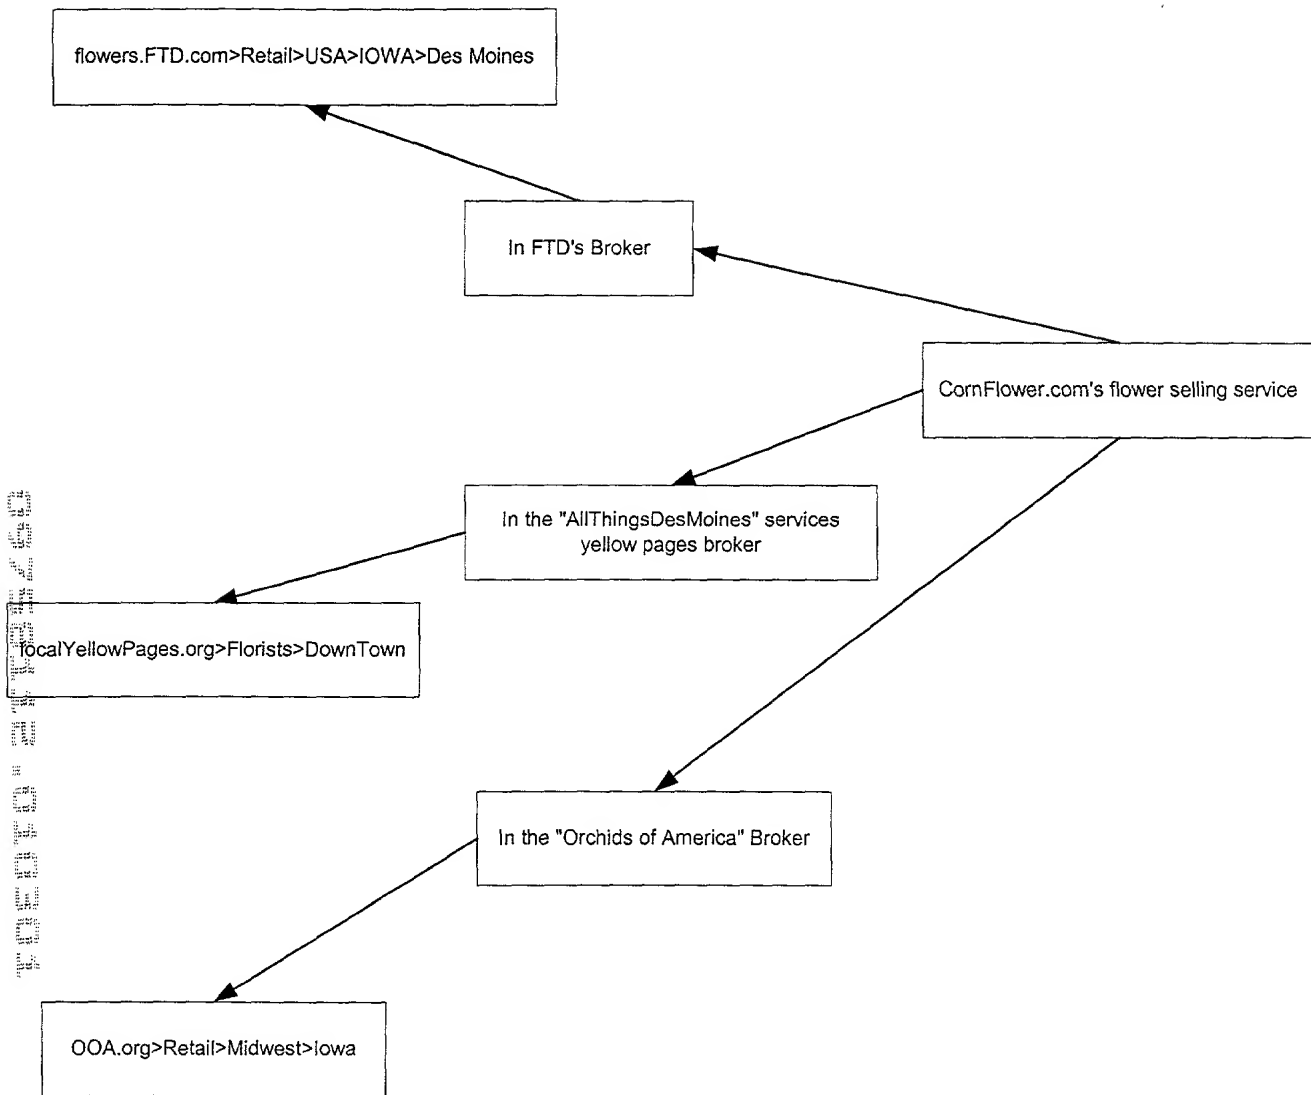 flowers.FTD.com>Retail>USA>IOWA>Des Moines
In FTD's Broker
CornFlower.com's flower selling service
In the "AllThingsDesMoines" services
yellow pages broker
localYellowPages.org>Florists>DownTown
In the "Orchids of America" Broker
OOA.org>Retail>Midwest>Iowa